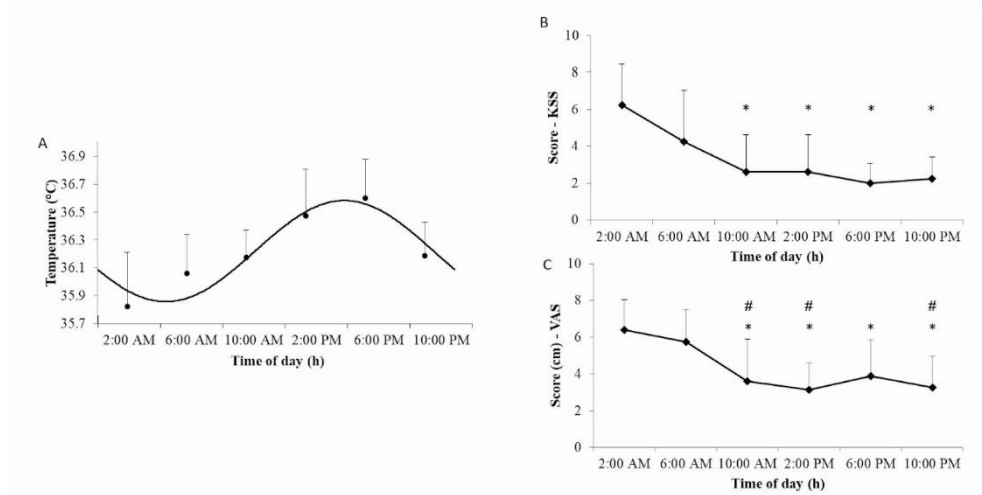 A
36.9
36.7
36.5
36.3
36.1
35.9
35.7
Temperature (°C)
2:00 AM 6:00 AM 10:00 AM 2:00 PM 6:00 PM 10:00 PM
Time of day (h)
B
10
8
6
4
2
0
Score - KSS
* * * *
2:00 AM 6:00 AM 10:00 AM 2:00 PM 6:00 PM 10:00 PM
Time of day (h)
C
10
8
6
4
2
0
Score (cm) - VAS
# # #
* * * *
2:00 AM 6:00 AM 10:00 AM 2:00 PM 6:00 PM 10:00 PM
Time of day (h)